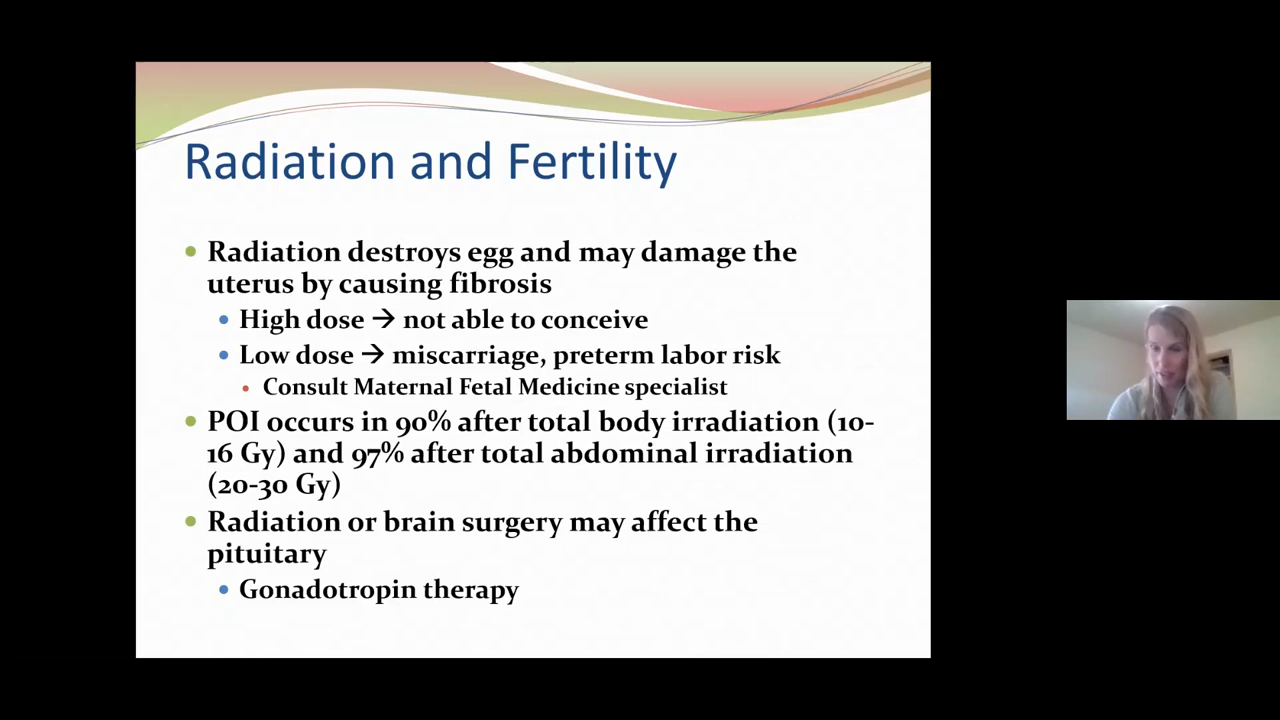 Radiation and Fertility
• Radiation destroys egg and may damage the
uterus by causing fibrosis
• High dose → not able to conceive
• Low dose → miscarriage, preterm labor risk
• Consult Maternal Fetal Medicine specialist
• POI occurs in 90% after total body irradiation (10-
16 Gy) and 97% after total abdominal irradiation
(20-30 Gy)
• Radiation or brain surgery may affect the
pituitary
• Gonadotropin therapy